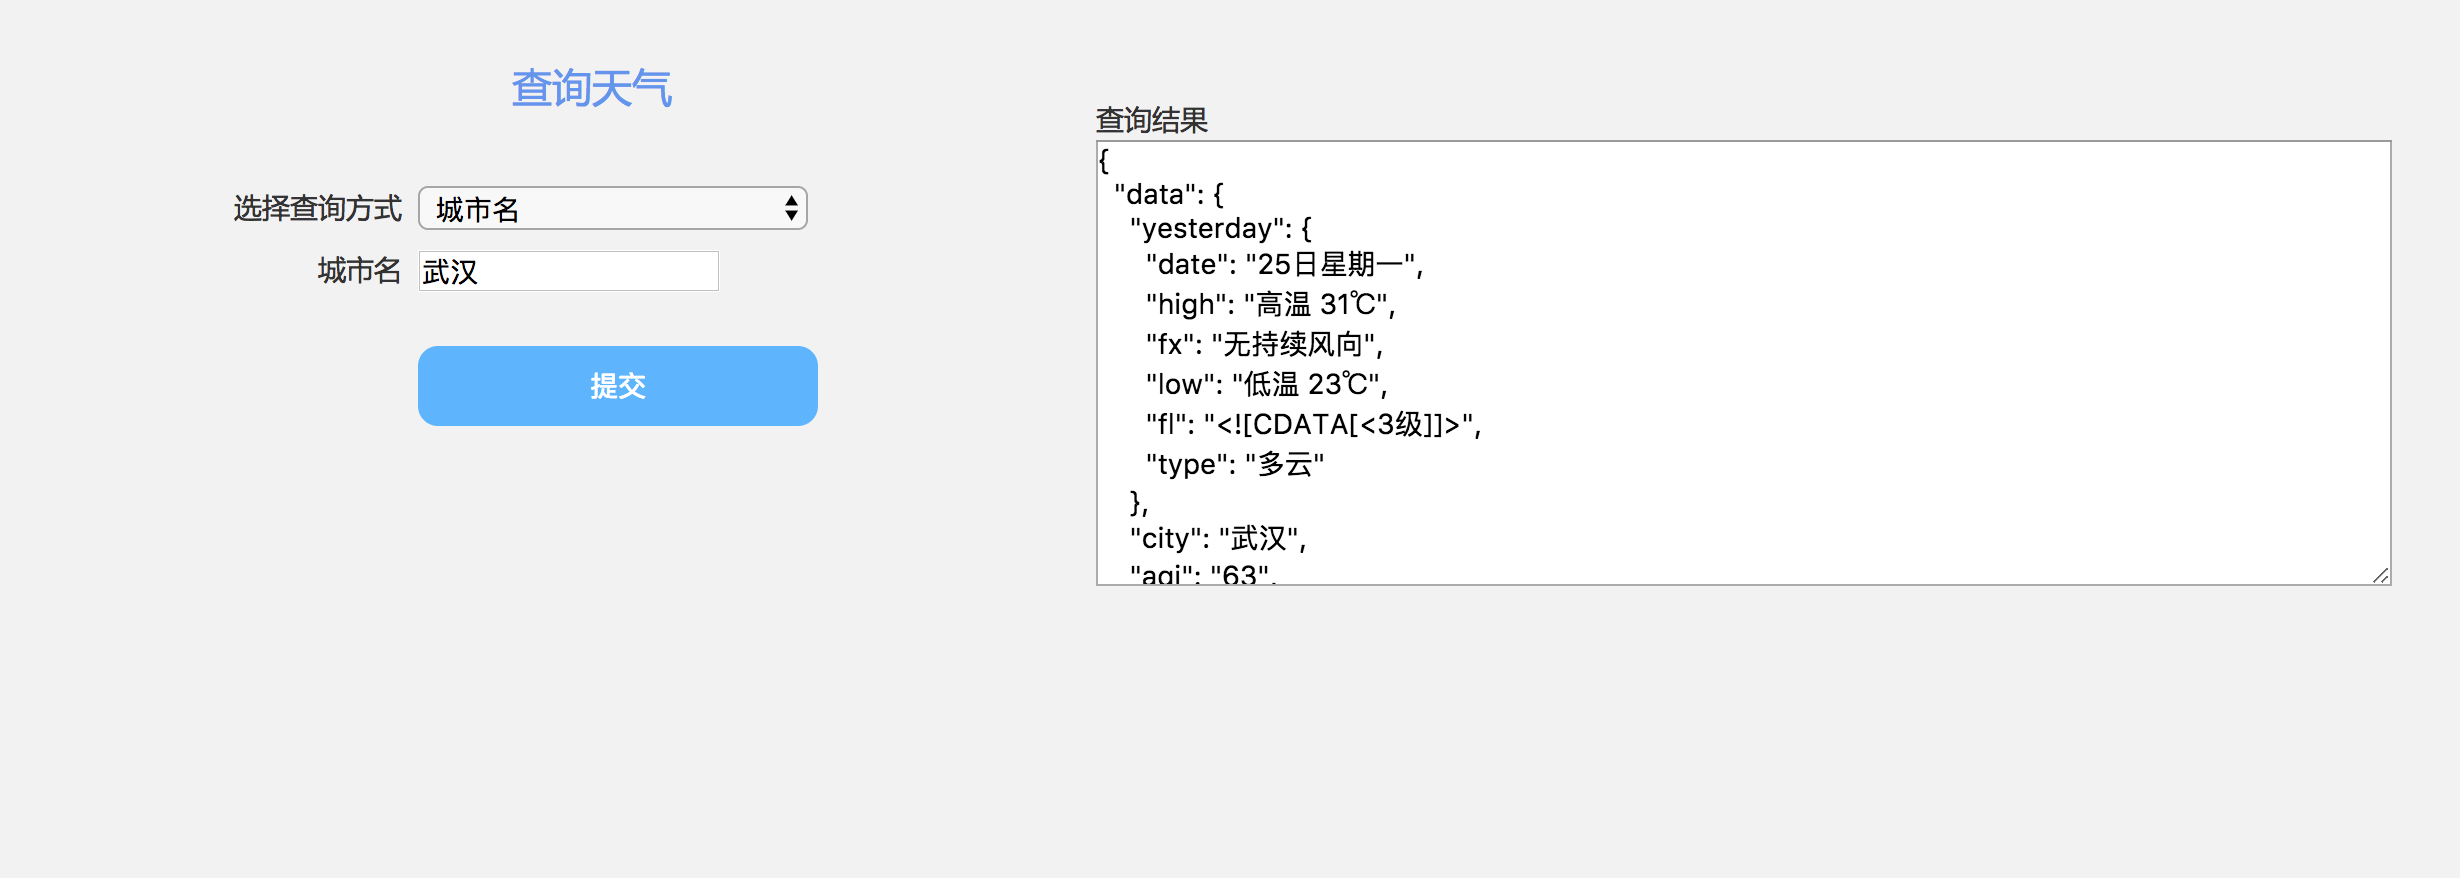 查询天气
选择查询方式 城市名
城市名 武汉
提交
查询结果
{
"data": {
"yesterday": {
"date": "25日星期一",
"high": "高温 31℃",
"fx": "无持续风向",
"low": "低温 23℃",
"fl": "<![CDATA[<3级]]>",
"type": "多云"
},
"city": "武汉",
"aqi": "63",